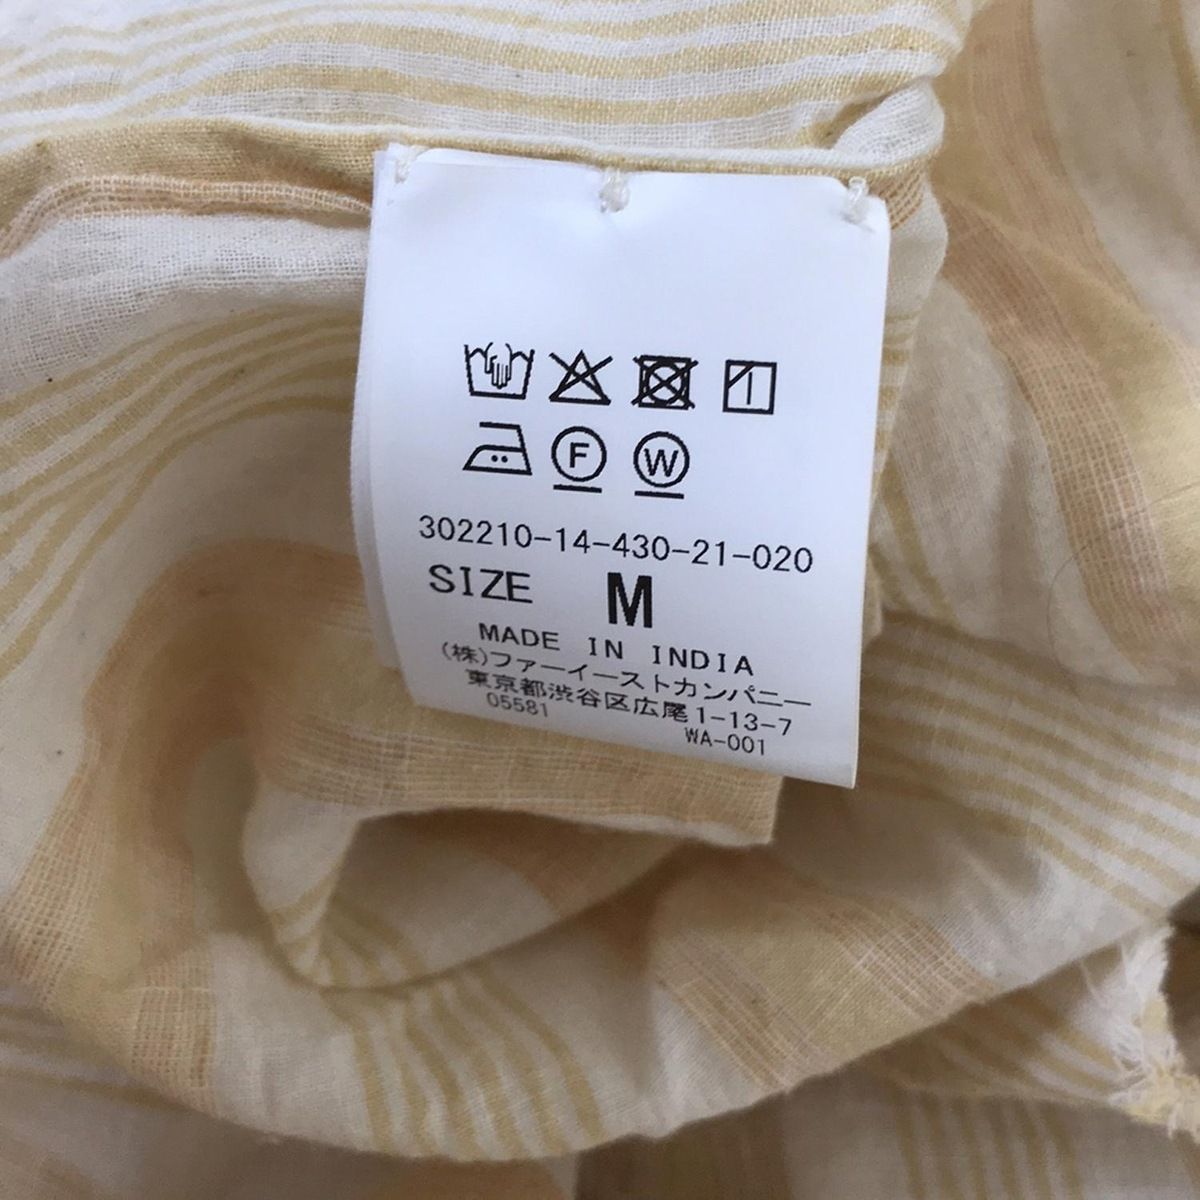 F W
302210-14-430-21-020
SIZE M
MADE IN INDIA
(株)ファーイーストカンパニー
東京都渋谷区広尾1-13-7
05581
WA-001